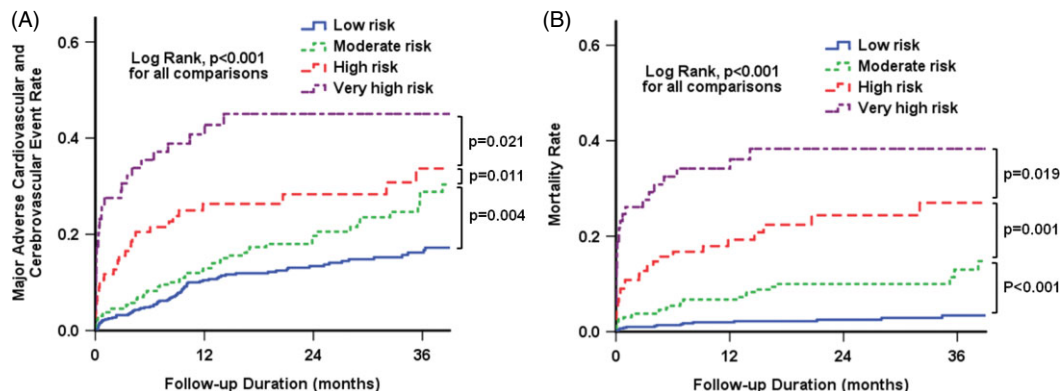 (A)
Major Adverse Cardiovascular and
Cerebrovascular Event Rate
0.6
0.4
0.2
0.0
Log Rank, p<0.001
for all comparisons
Low risk
Moderate risk
High risk
Very high risk
p=0.021
p=0.011
p=0.004
0 12 24 36
Follow-up Duration (months)
(B)
Mortality Rate
0.6
0.4
0.2
0.0
Log Rank, p<0.001
for all comparisons
Low risk
Moderate risk
High risk
Very high risk
p=0.019
p=0.001
P<0.001
0 12 24 36
Follow-up Duration (months)